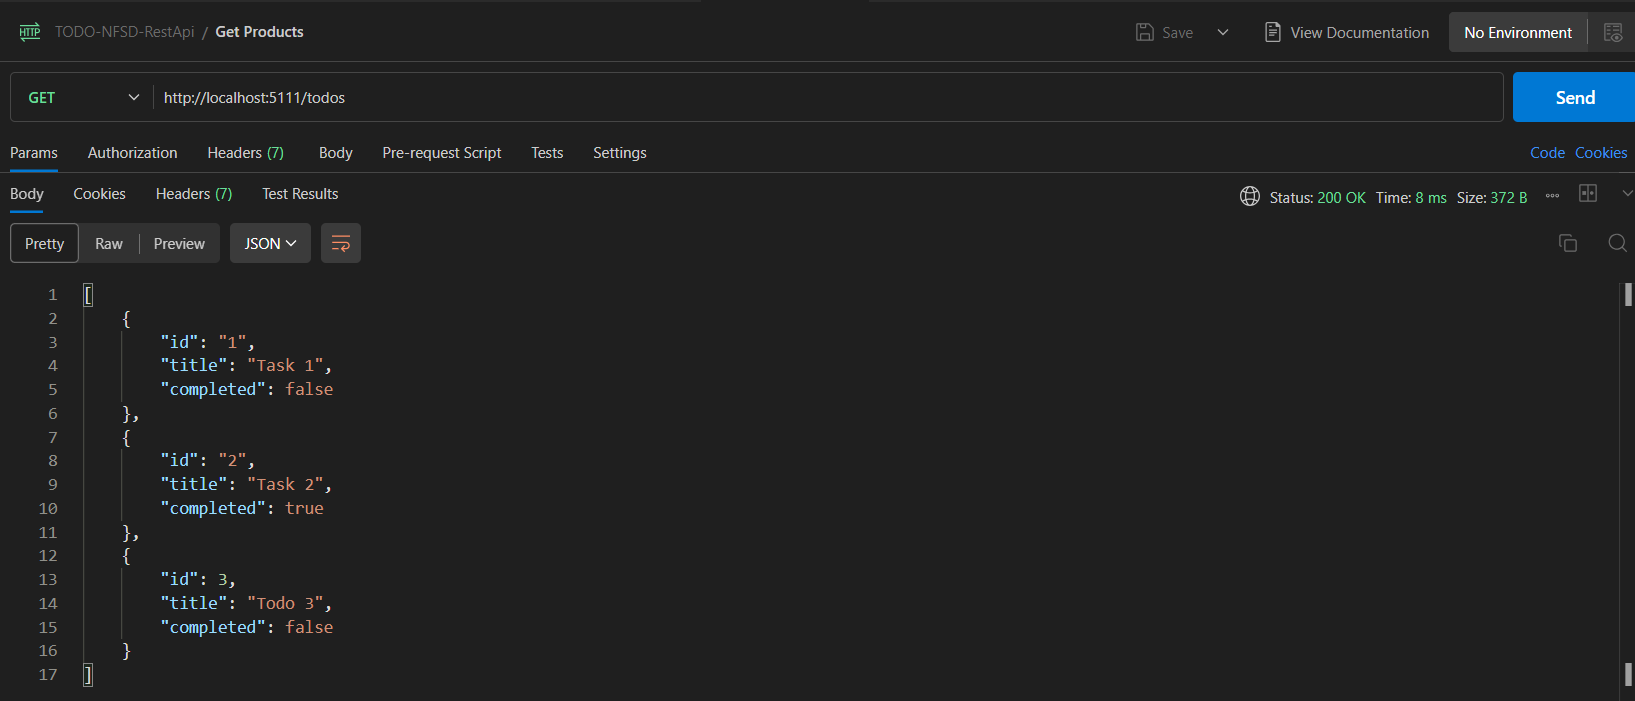 HTTP TODO-NFSD-RestApi / Get Products Save View Documentation No Environment
GET http://localhost:5111/todos Send
Params Authorization Headers (7) Body Pre-request Script Tests Settings Code Cookies
Body Cookies Headers (7) Test Results Status: 200 OK Time: 8 ms Size: 372 B
Pretty Raw Preview JSON
1 [
2 {
3 "id": "1",
4 "title": "Task 1",
5 "completed": false
6 },
7 {
8 "id": "2",
9 "title": "Task 2",
10 "completed": true
11 },
12 {
13 "id": 3,
14 "title": "Todo 3",
15 "completed": false
16 }
17 ]